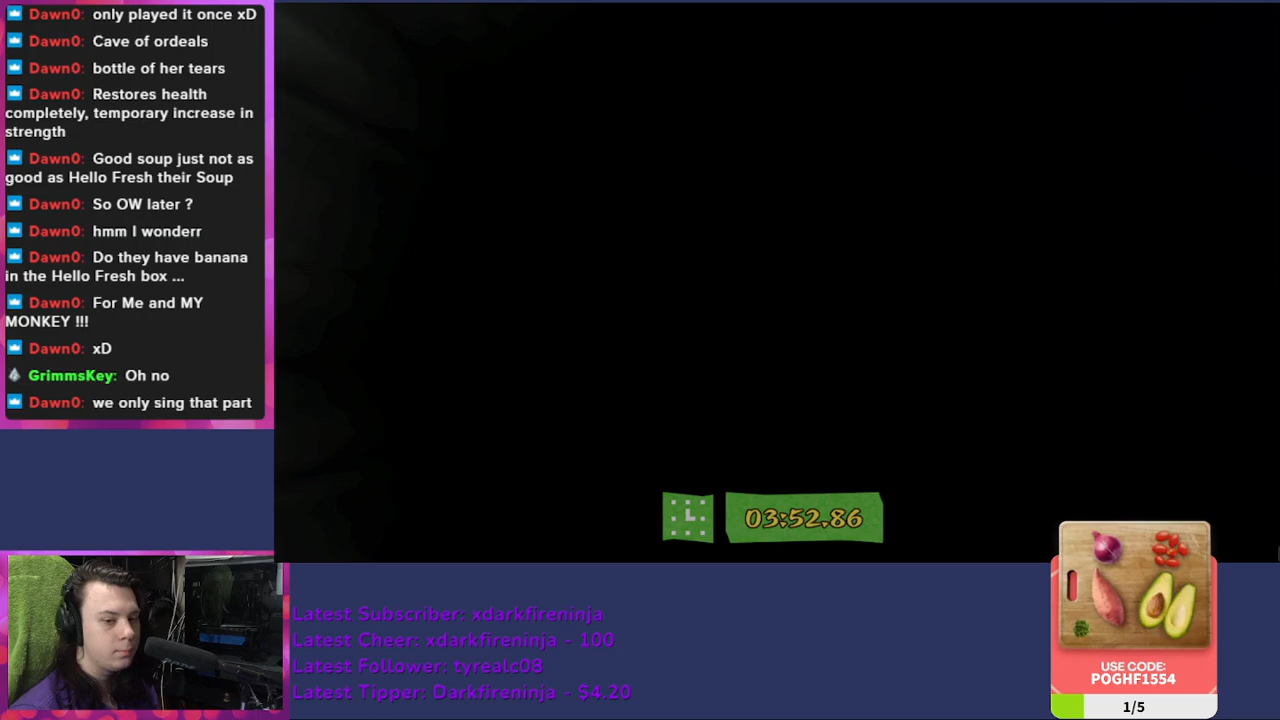 Dawn0: only played it once xD
Dawn0: Cave of ordeals
Dawn0: bottle of her tears
Dawn0: Restores health
completely, temporary increase in
strength
Dawn0: Good soup just not as
good as Hello Fresh their Soup
Dawn0: So OW later ?
Dawn0: hmm I wonderr
Dawn0: Do they have banana
in the Hello Fresh box ...
Dawn0: For Me and MY
MONKEY !!!
Dawn0: xD
GrimmsKey: Oh no
Dawn0: we only sing that part
03:52.86
Latest Subscriber: xdarkfireninja
Latest Cheer: xdarkfireninja - 100
Latest Follower: tyrealc08
Latest Tipper: Darkfireninja - $4.20
USE CODE:
POGHF1554
1/5